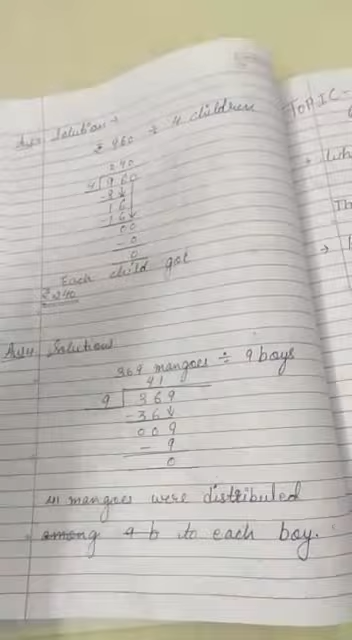 Ans Solution →
₹ 960 ÷ 4 children
240
4 960
- 8 ↓
16
- 16 ↓
00
- 0
0
Each child got
₹ 240
Ans Solution
369 mangoes ÷ 9 boys
41
9 369
- 36 ↓
009
- 9
0
41 mangoes were distributed
among 9 b to each boy.
TOPIC -
Th